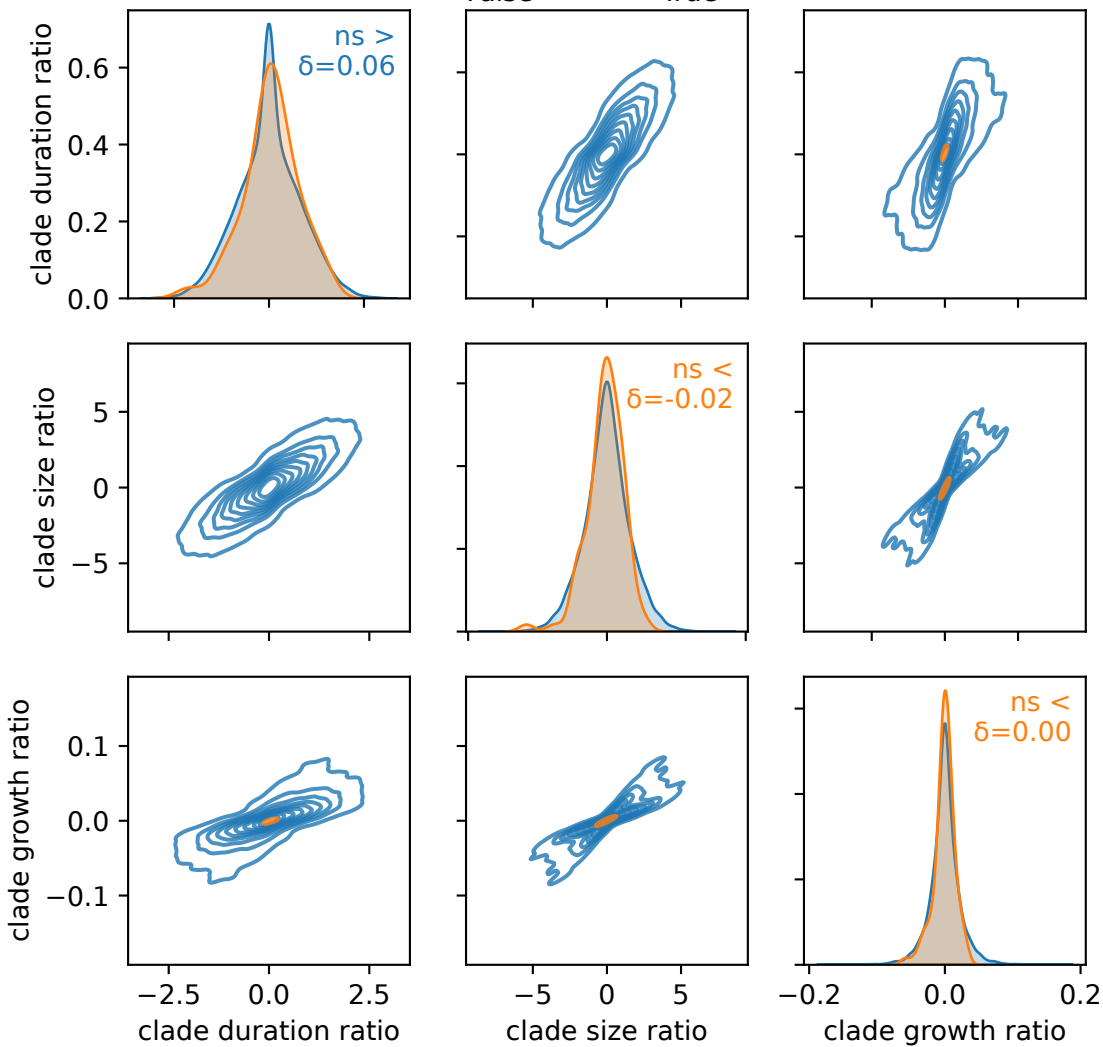 True
clade duration ratio
0.6
0.4
0.2
0.0
ns >
δ=0.06
clade size ratio
5
0
−5
ns <
δ=-0.02
clade growth ratio
0.1
0.0
−0.1
ns <
δ=0.00
−2.5
0.0
2.5
−5
0
5
−0.2
0.0
0.2
clade duration ratio
clade size ratio
clade growth ratio